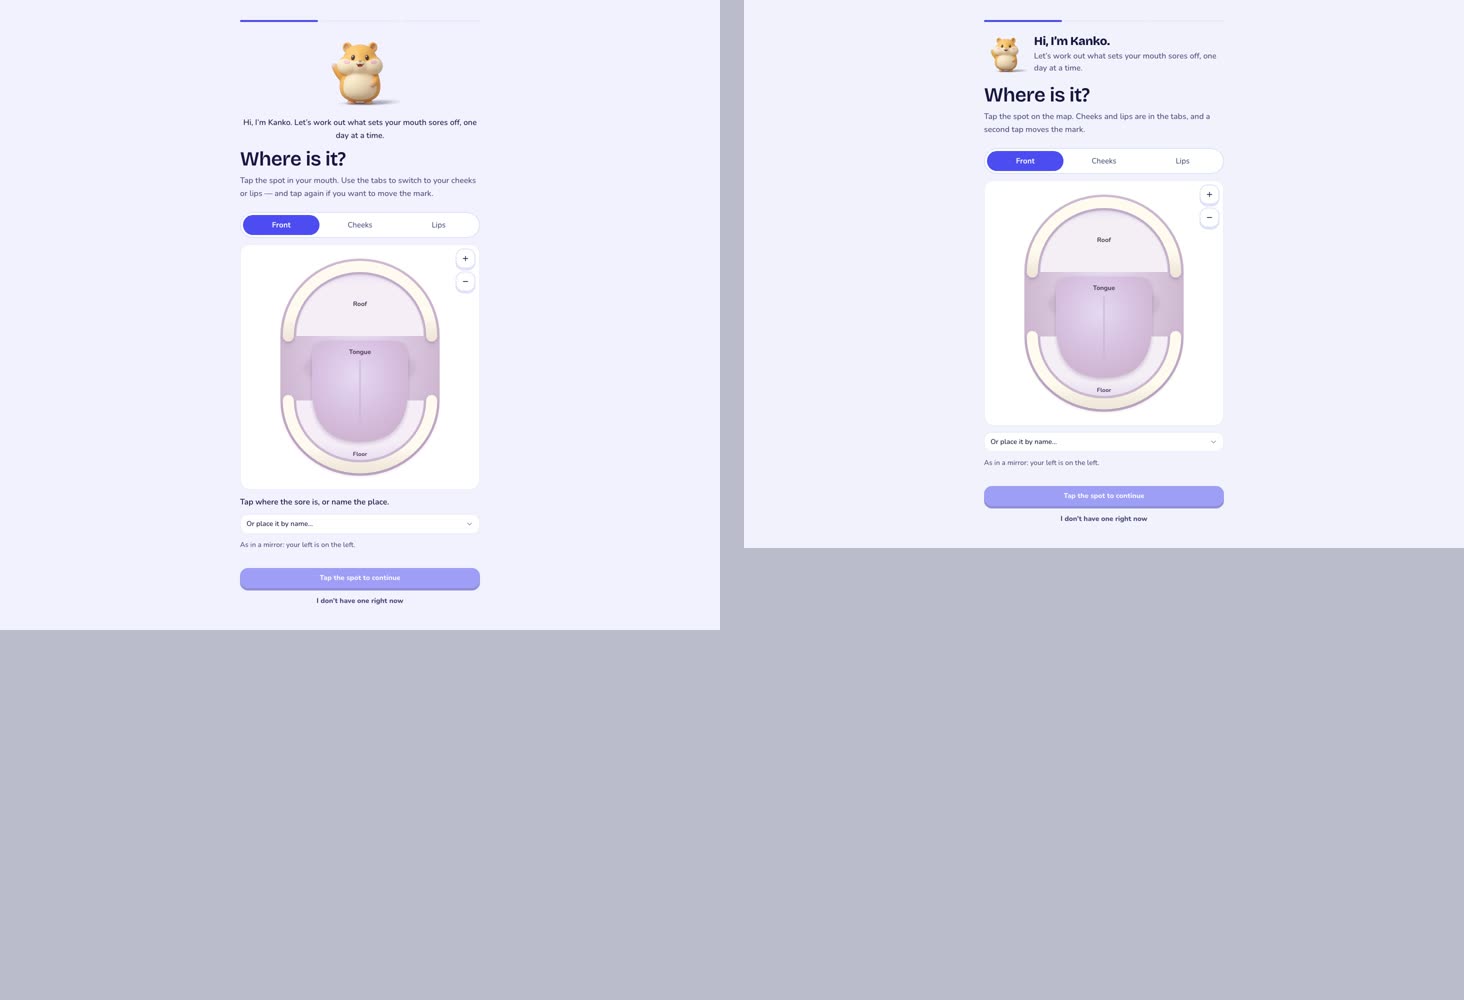 Hi, I'm Kanko. Let's work out what sets your mouth sores off, one
day at a time.
Where is it?
Tap the spot in your mouth. Use the tabs to switch to your cheeks
or lips — and tap again if you want to move the mark.
Front
Cheeks
Lips
+
−
Roof
Tongue
Floor
Tap where the sore is, or name the place.
Or place it by name...
As in a mirror: your left is on the left.
Tap the spot to continue
I don't have one right now
Hi, I'm Kanko.
Let's work out what sets your mouth sores off, one
day at a time.
Where is it?
Tap the spot on the map. Cheeks and lips are in the tabs, and a
second tap moves the mark.
Front
Cheeks
Lips
+
−
Roof
Tongue
Floor
Or place it by name...
As in a mirror: your left is on the left.
Tap the spot to continue
I don't have one right now